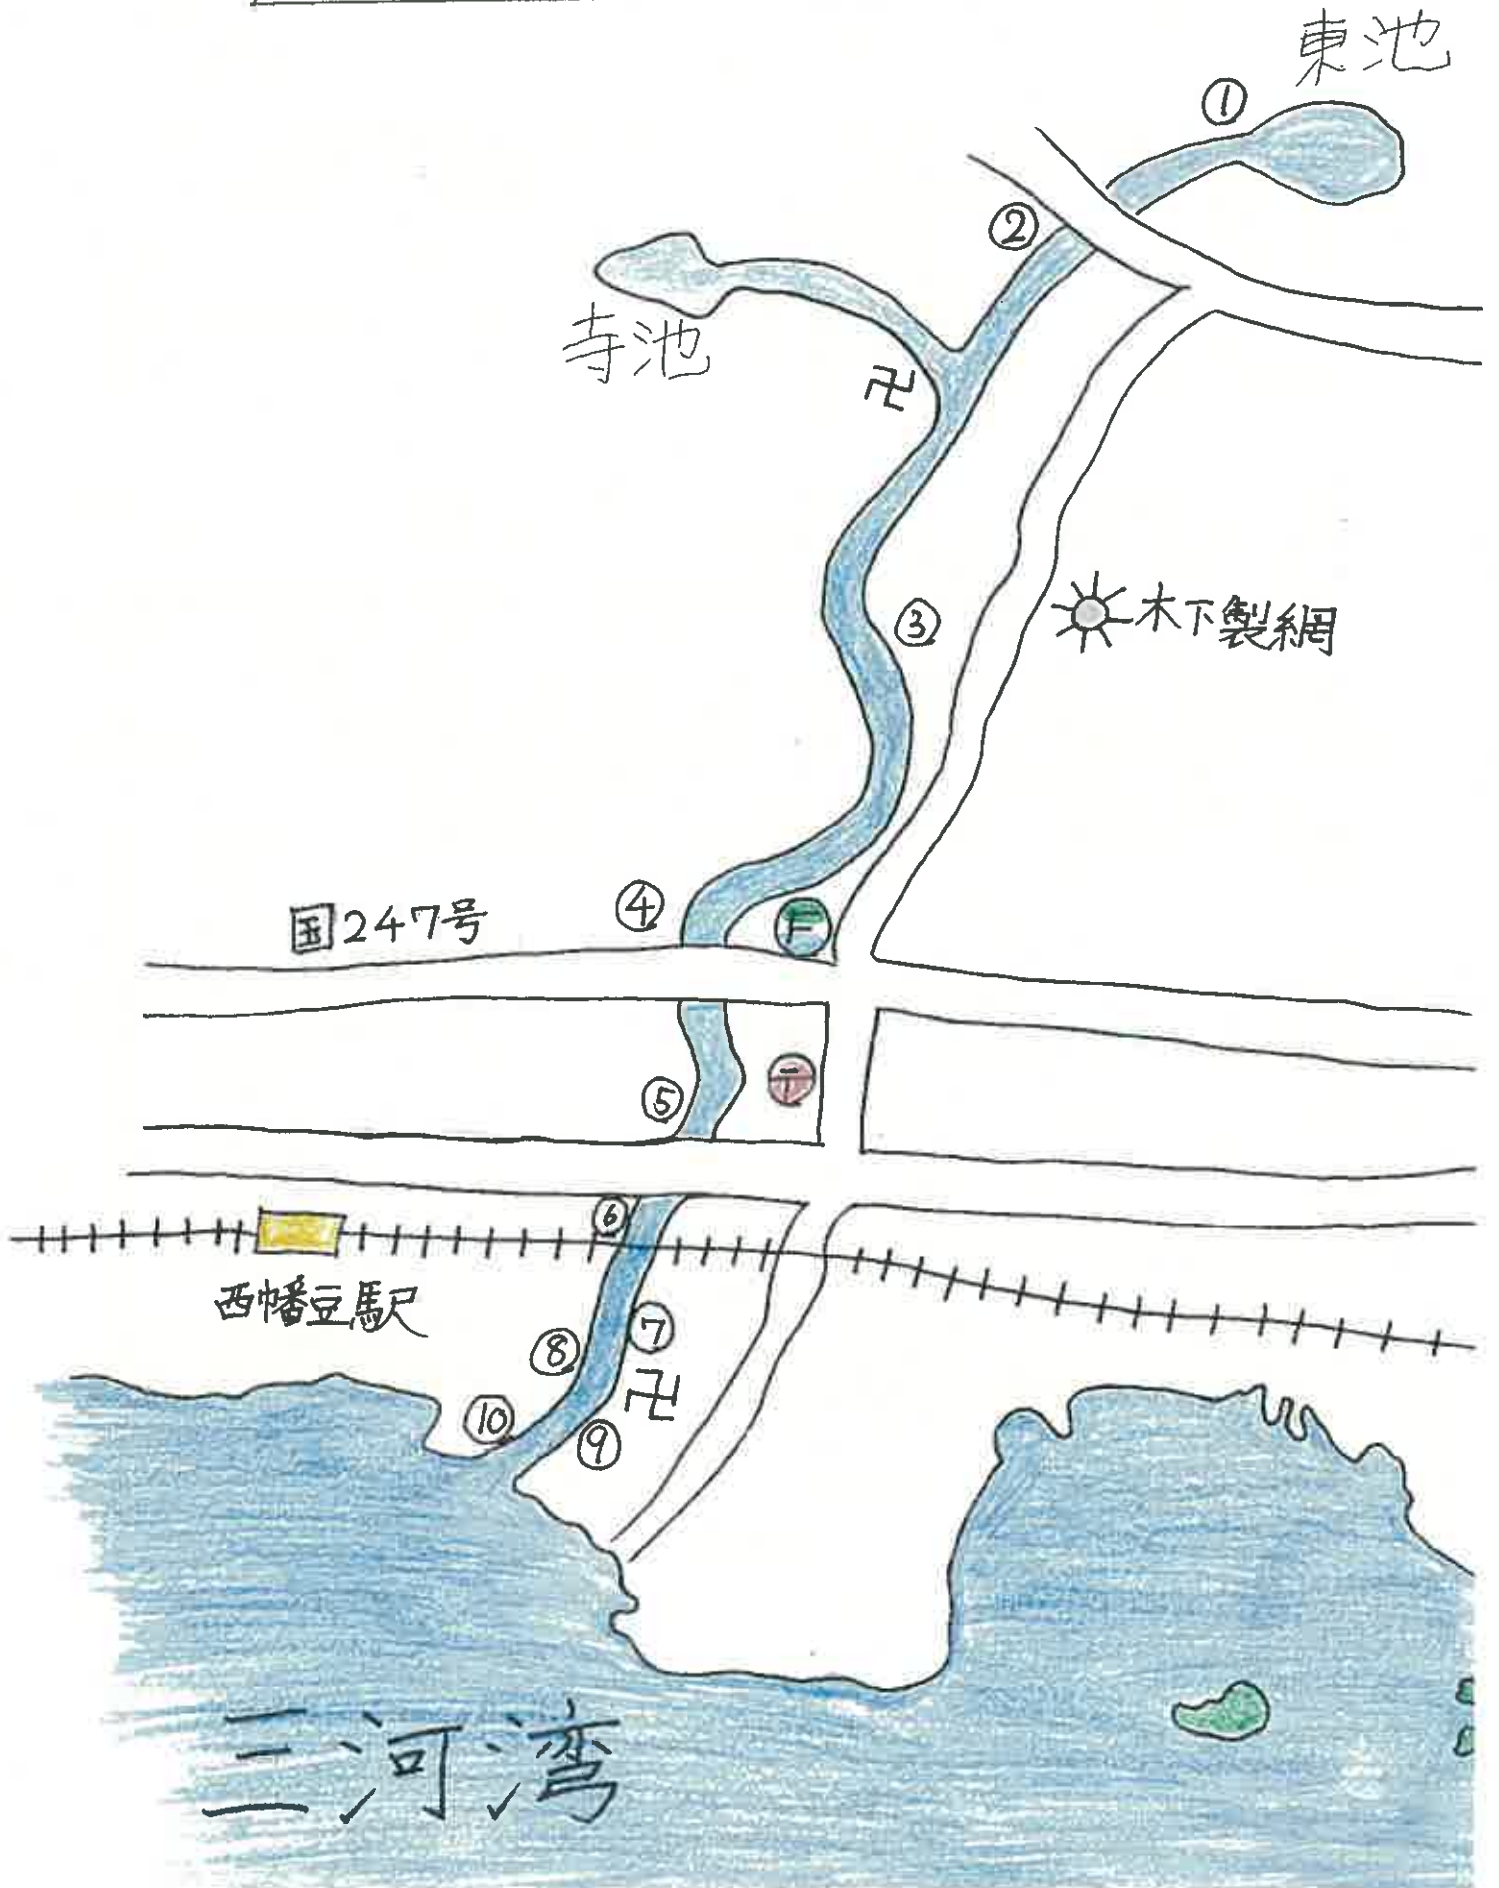 東池
①
②
寺池
卍
③
木下製網
④
国247号
F
⑤
〒
⑥
西幡豆駅
⑦
⑧
卍
⑩
⑨
三河湾